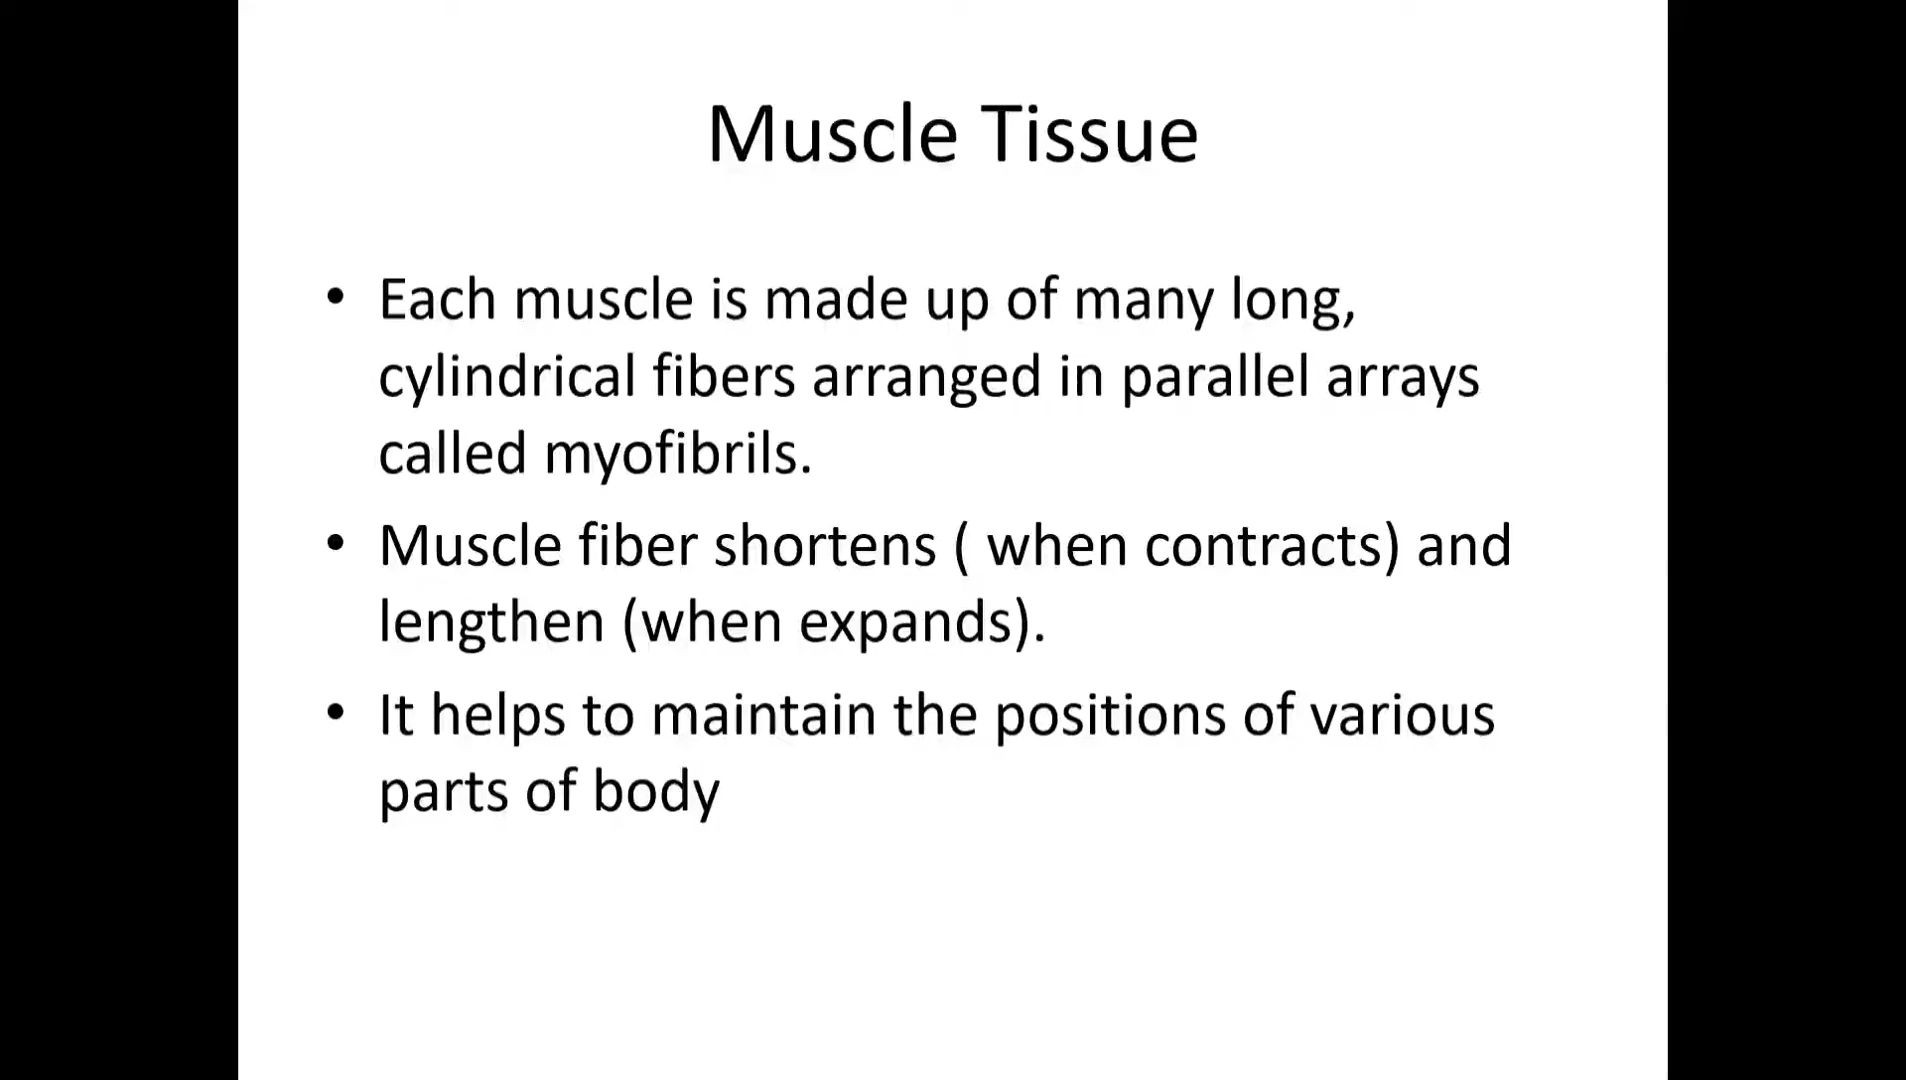 Muscle Tissue
• Each muscle is made up of many long,
cylindrical fibers arranged in parallel arrays
called myofibrils.
• Muscle fiber shortens ( when contracts) and
lengthen (when expands).
• It helps to maintain the positions of various
parts of body